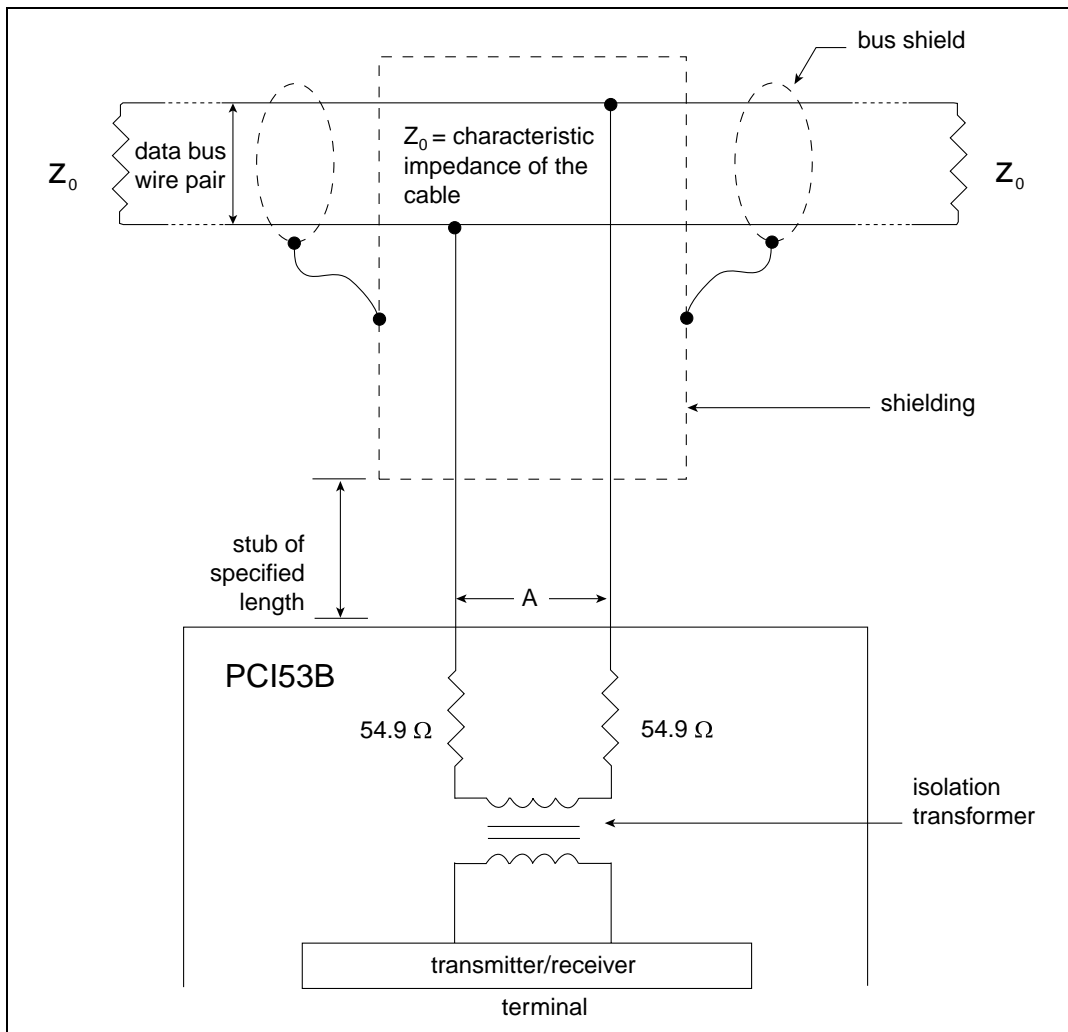 bus shield
data bus
wire pair
Z0 = characteristic
impedance of the
cable
Z0
Z0
shielding
stub of
specified
length
A
PCI53B
54.9 Ω
54.9 Ω
isolation
transformer
transmitter/receiver
terminal